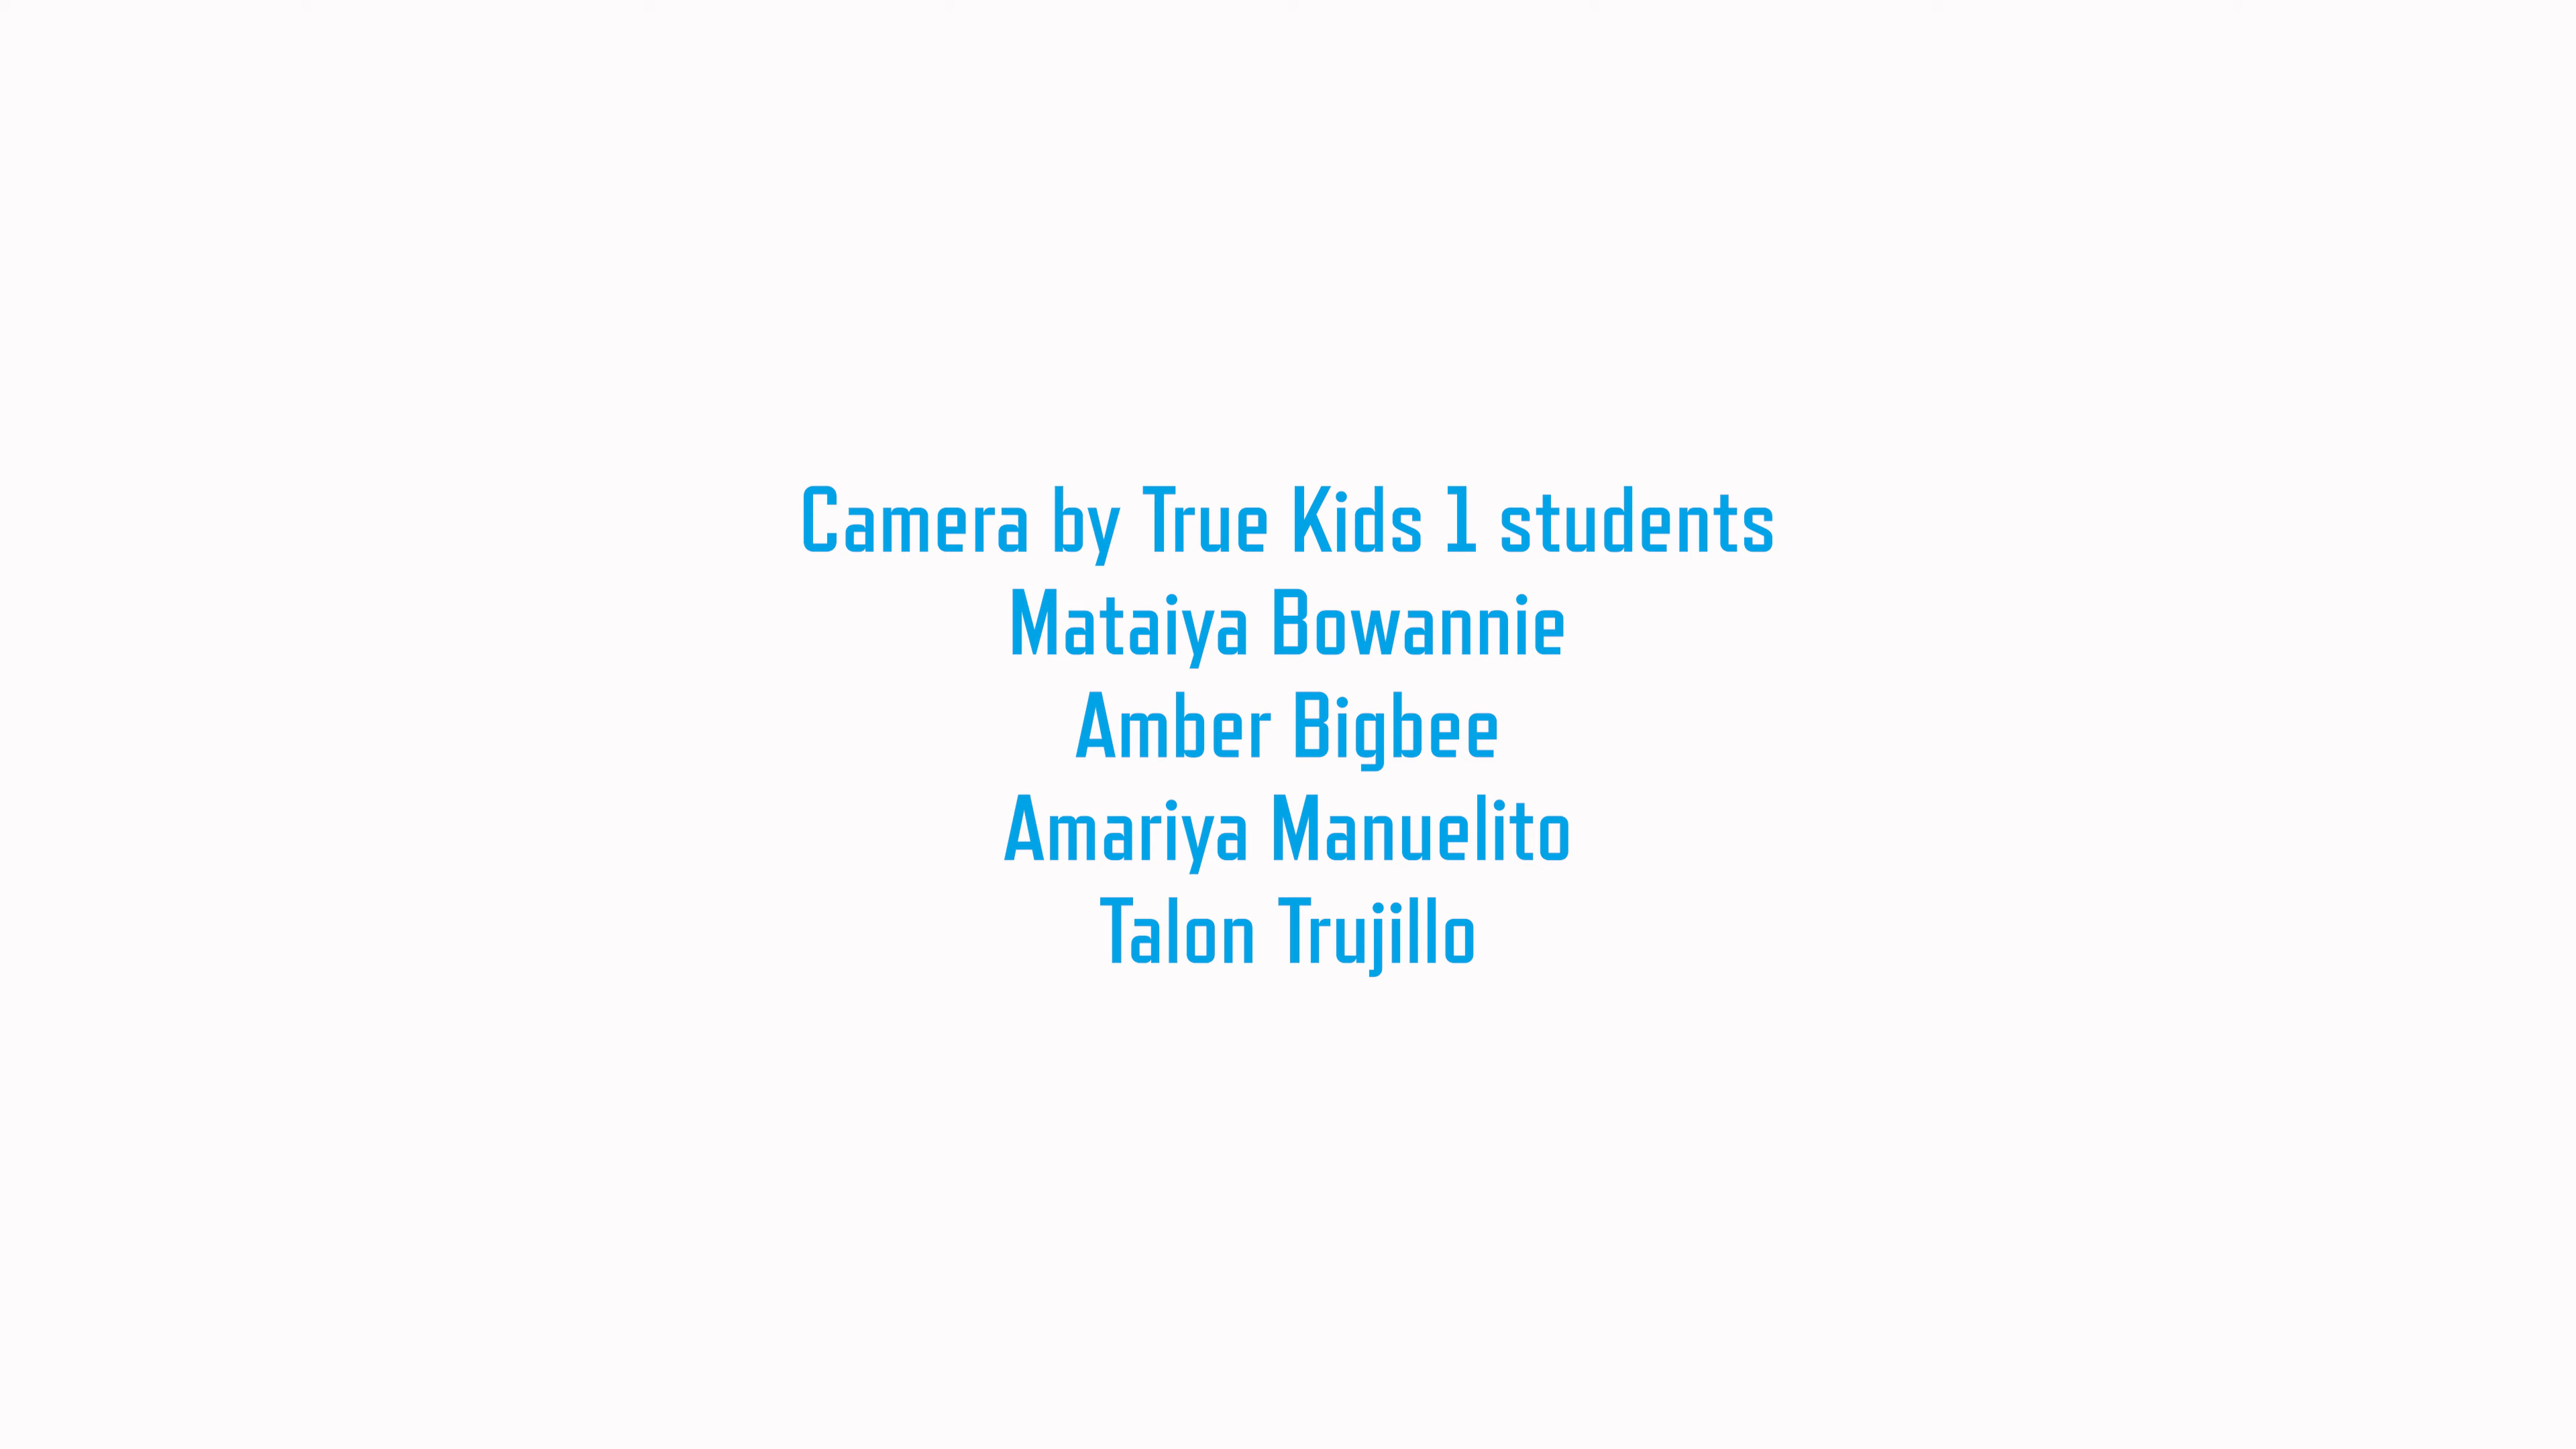 Camera by True Kids 1 students
Mataiya Bowannie
Amber Bigbee
Amariya Manuelito
Talon Trujillo